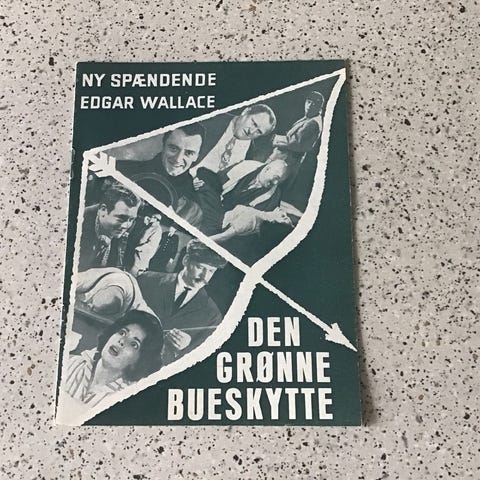 NY SPÆNDENDE
EDGAR WALLACE
DEN
GRØNNE
BUESKYTTE